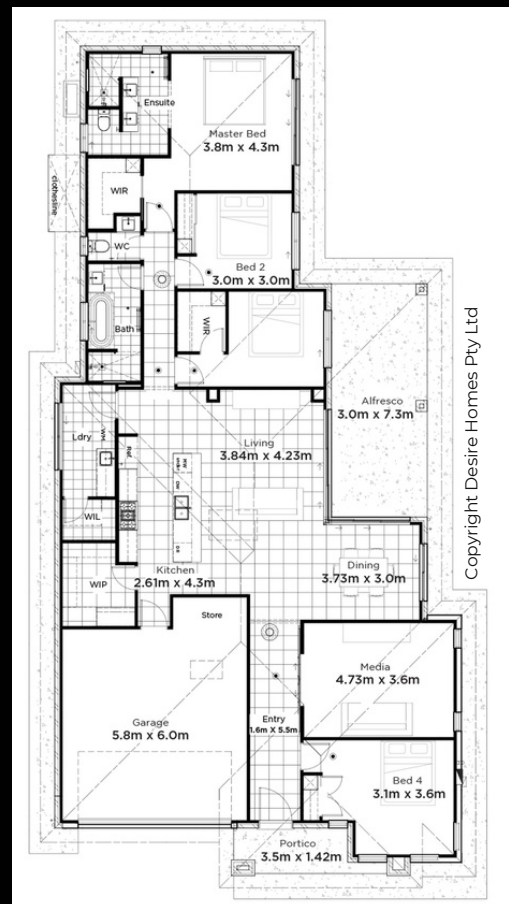 Ensuite
Master Bed
3.8m x 4.3m
WIR
clothesline
WC
Bed 2
3.0m x 3.0m
Bath
WIR
Alfresco
3.0m x 7.3m
Living
3.84m x 4.23m
Ldry
WM
Ref.
WIL
Kitchen
2.61m x 4.3m
Dining
3.73m x 3.0m
WIP
Store
Media
4.73m x 3.6m
Garage
5.8m x 6.0m
Entry
1.6m X 5.5m
Bed 4
3.1m x 3.6m
Portico
3.5m x 1.42m
Copyright Desire Homes Pty Ltd